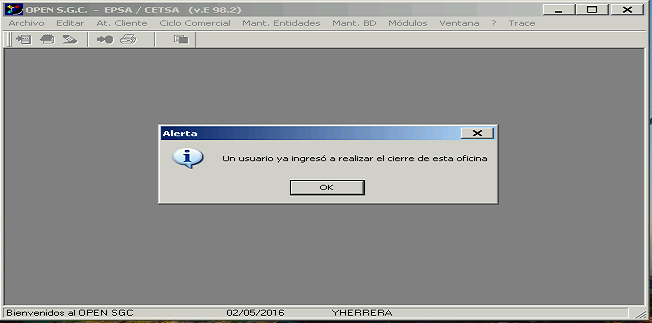 OPEN S.G.C. - EPSA / CETSA (v.E 98.2)
Archivo Editar At. Cliente Ciclo Comercial Mant. Entidades Mant. BD Módulos Ventana ? Trace
Alerta
Un usuario ya ingresó a realizar el cierre de esta oficina
OK
Bienvenidos al OPEN SGC 02/05/2016 YHERRERA